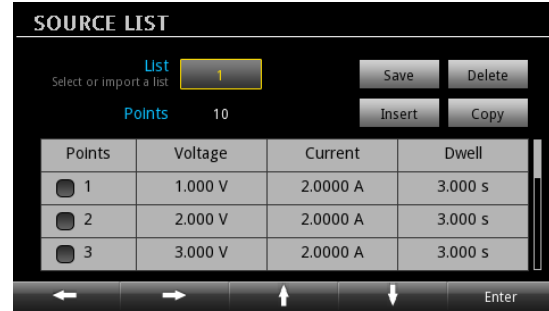 SOURCE LIST
List
Select or import a list
1
Save
Delete
Points
10
Insert
Copy
Points Voltage Current Dwell
1 1.000 V 2.0000 A 3.000 s
2 2.000 V 2.0000 A 3.000 s
3 3.000 V 2.0000 A 3.000 s
Enter